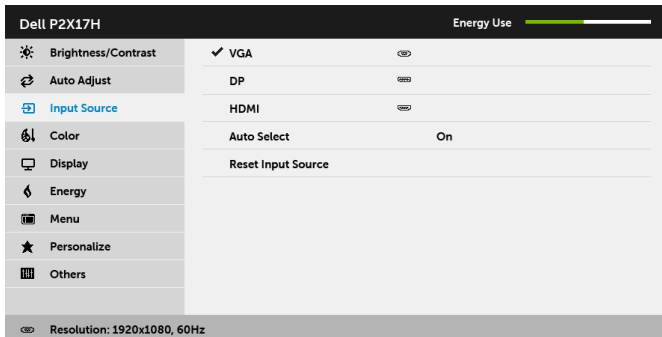 Dell P2X17H Energy Use
Brightness/Contrast VGA
Auto Adjust DP
Input Source HDMI
Color Auto Select On
Display Reset Input Source
Energy
Menu
Personalize
Others
Resolution: 1920x1080, 60Hz